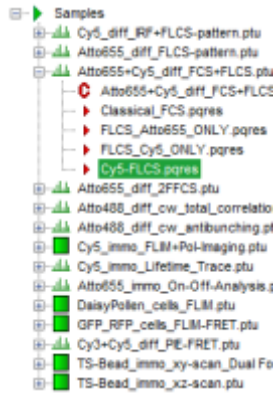 Samples
Cy5_diff_IRF+FLCS-pattern.ptu
Atto655_diff_FLCS-pattern.ptu
Atto655+Cy5_diff_FCS+FLCS.ptu
Atto655+Cy5_diff_FCS+FLCS
Classical_FCS.pqres
FLCS_Atto655_ONLY.pqres
FLCS_Cy5_ONLY.pqres
Cy5-FLCS.pqres
Atto655_diff_2FFCS.ptu
Atto488_diff_cw_total_correlatio
Atto488_diff_cw_antibunching.pt
Cy5_immo_FLIM+Pol-Imaging.ptu
Cy5_immo_Lifetime_Trace.ptu
Atto655_immo_On-Off-Analysis.p
DaisyPollen_cells_FLIM.ptu
GFP_RFP_cells_FLIM-FRET.ptu
Cy3+Cy5_diff_PIE-FRET.ptu
TS-Bead_immo_xy-scan_Dual Fo
TS-Bead_immo_xz-scan.ptu